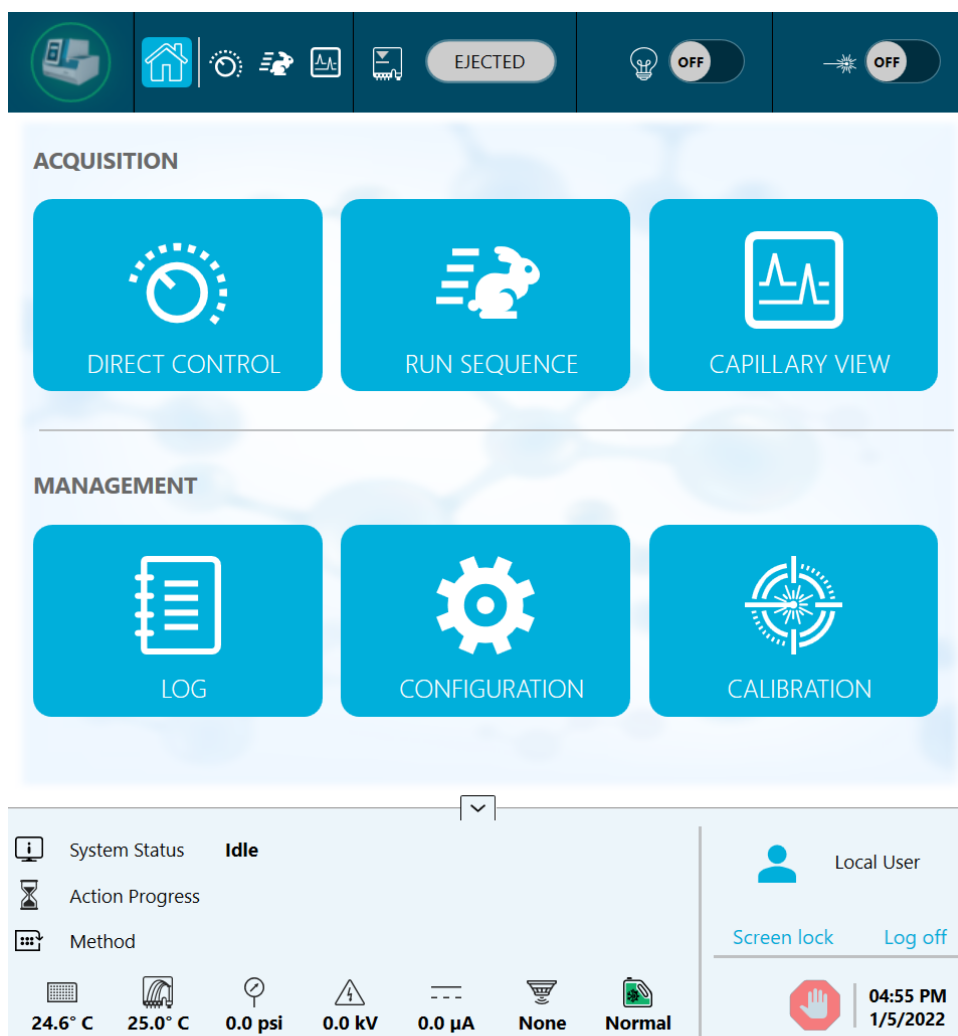 EJECTED OFF OFF
ACQUISITION
DIRECT CONTROL RUN SEQUENCE CAPILLARY VIEW
MANAGEMENT
LOG CONFIGURATION CALIBRATION
System Status Idle
Local User
Action Progress
Method
Screen lock Log off
24.6° C 25.0° C 0.0 psi 0.0 kV 0.0 µA None Normal
04:55 PM
1/5/2022